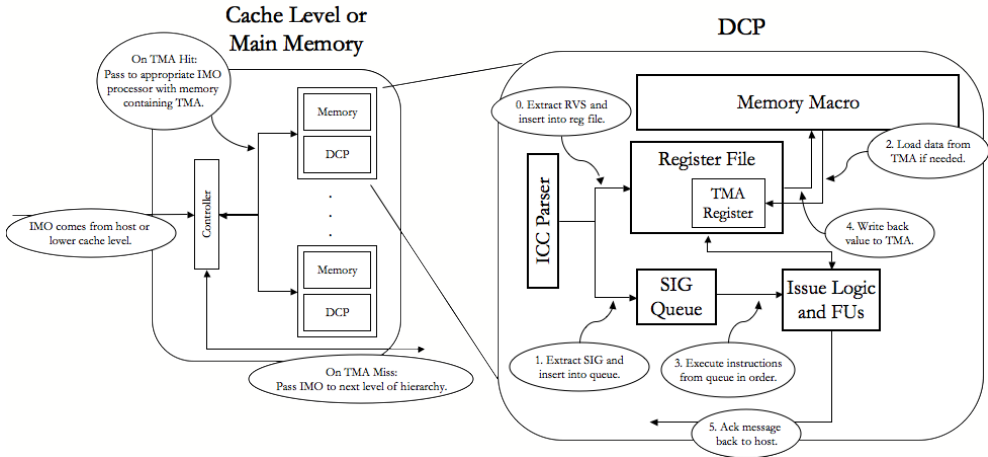 Cache Level or
Main Memory
On TMA Hit:
Pass to appropriate IMO
processor with memory
containing TMA.
Memory
DCP
Controller
IMO comes from host or
lower cache level.
Memory
DCP
On TMA Miss:
Pass IMO to next level of hierarchy.
DCP
0. Extract RVS and
insert into reg file.
Memory Macro
2. Load data from
TMA if needed.
Register File
TMA
Register
ICC Parser
4. Write back
value to TMA.
SIG
Queue
Issue Logic
and FUs
1. Extract SIG and
insert into queue.
3. Execute instructions
from queue in order.
5. Ack message
back to host.